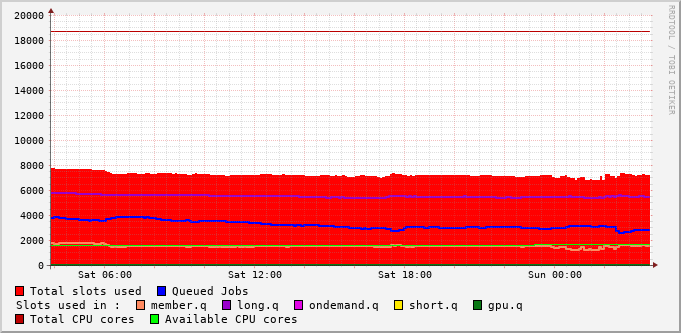 20000
18000
16000
14000
12000
10000
8000
6000
4000
2000
0
Sat 06:00 Sat 12:00 Sat 18:00 Sun 00:00
Total slots used Queued Jobs
Slots used in : member.q long.q ondemand.q short.q gpu.q
Total CPU cores Available CPU cores
RRDTOOL / TOBI OETIKER